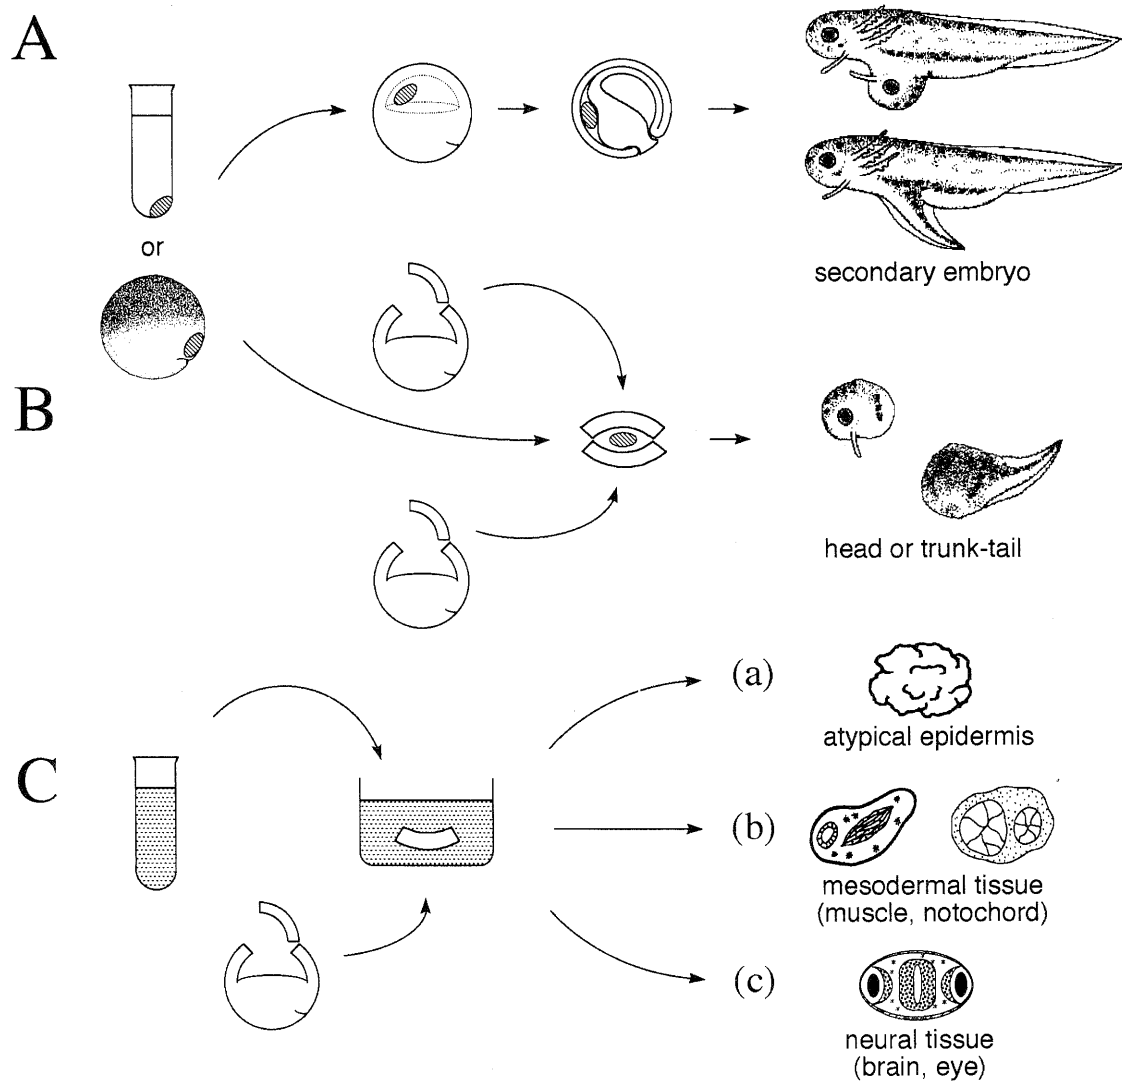 A
or
secondary embryo
B
head or trunk-tail
(a)
atypical epidermis
C
(b)
mesodermal tissue
(muscle, notochord)
(c)
neural tissue
(brain, eye)